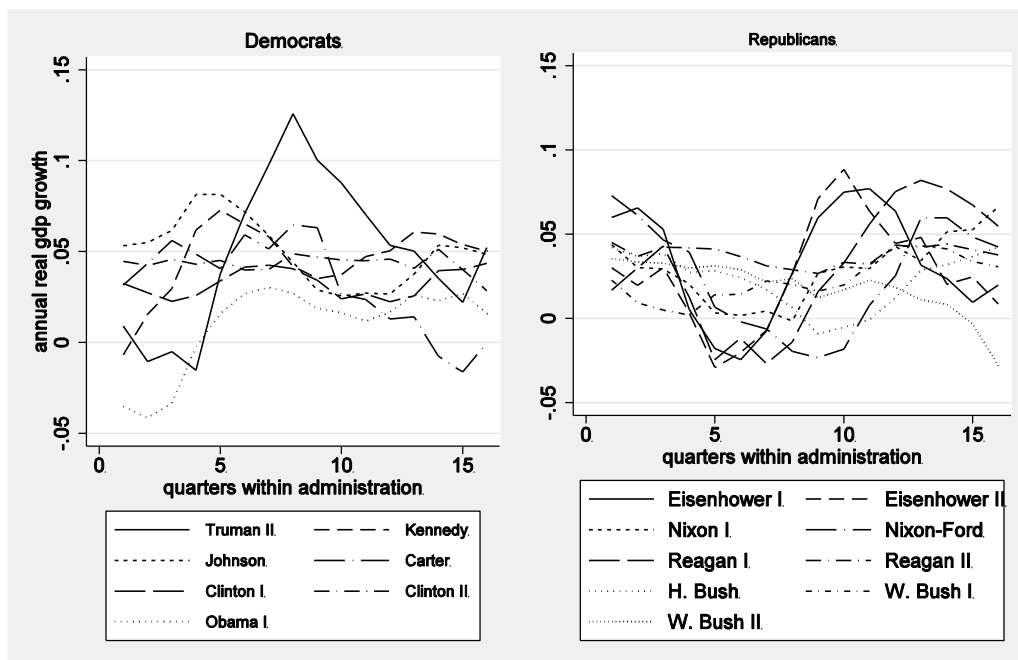 Democrats
.15
.1
.05
0
-.05
annual real gdp growth
0
5
10
15
quarters within administration
Truman II
Kennedy
Johnson
Carter
Clinton I
Clinton II
Obama I
Republicans
.15
.1
.05
0
-.05
0
5
10
15
quarters within administration
Eisenhower I
Eisenhower II
Nixon I
Nixon-Ford
Reagan I
Reagan II
H. Bush
W. Bush I
W. Bush II